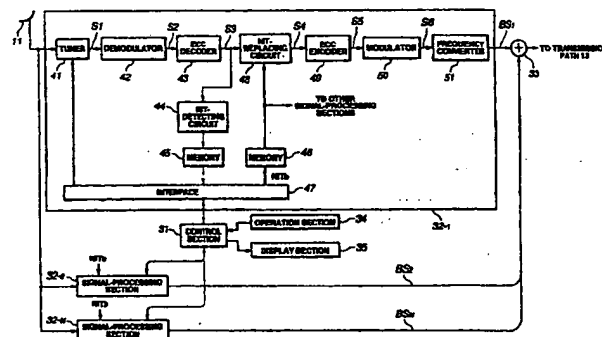 11
S1
S2
S3
S4
S5
S6
BS1
TUNER
DEMODULATOR
ECC DECODER
NIT-REPLACING CIRCUIT
ECC ENCODER
MODULATOR
FREQUENCY CONVERTER
TO TRANSMISSION PATH 13
41
42
43
48
49
50
51
33
44
NIT-DETECTING CIRCUIT
TO OTHER SIGNAL-PROCESSING SECTIONS
45
MEMORY
MEMORY
46
NITb
INTERFACE
47
32-1
31
CONTROL SECTION
OPERATION SECTION
34
DISPLAY SECTION
35
NITb
32-2
SIGNAL-PROCESSING SECTION
BS2
NITb
32-N
SIGNAL-PROCESSING SECTION
BSN